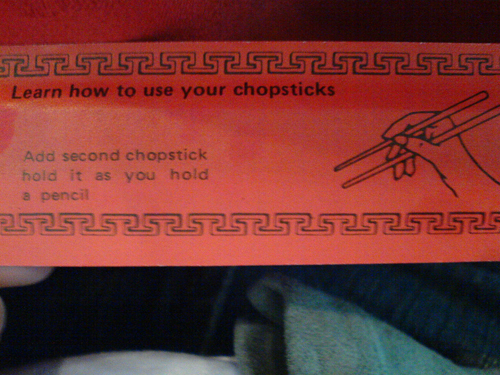 Learn how to use your chopsticks
Add second chopstick
hold it as you hold
a pencil